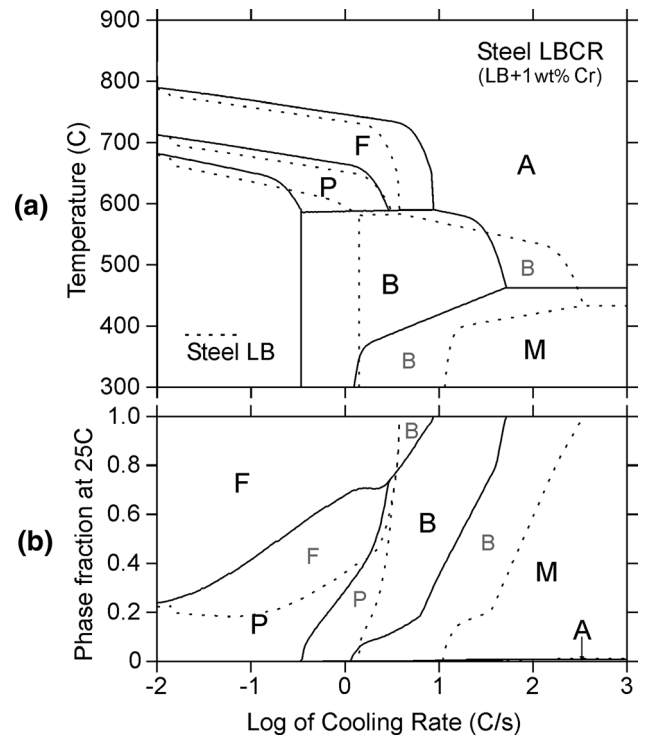 900
800
700
600
500
400
300
Temperature (C)
(a)
Steel LBCR
(LB+1wt% Cr)
F
A
P
B
B
B
M
Steel LB
1.0
0.8
0.6
0.4
0.2
0
Phase fraction at 25C
(b)
B
F
B
B
F
M
P
P
A
-2
-1
0
1
2
3
Log of Cooling Rate (C/s)